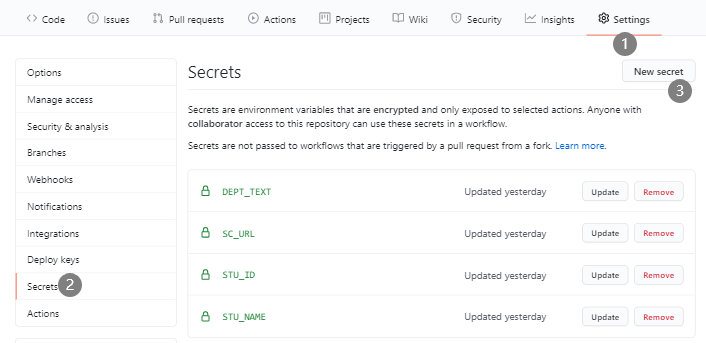 Code Issues Pull requests Actions Projects Wiki Security Insights Settings
1
Options
Manage access
Security & analysis
Branches
Webhooks
Notifications
Integrations
Deploy keys
Secrets 2
Actions
Secrets New secret
3
Secrets are environment variables that are encrypted and only exposed to selected actions. Anyone with
collaborator access to this repository can use these secrets in a workflow.
Secrets are not passed to workflows that are triggered by a pull request from a fork. Learn more.
DEPT_TEXT Updated yesterday Update Remove
SC_URL Updated yesterday Update Remove
STU_ID Updated yesterday Update Remove
STU_NAME Updated yesterday Update Remove